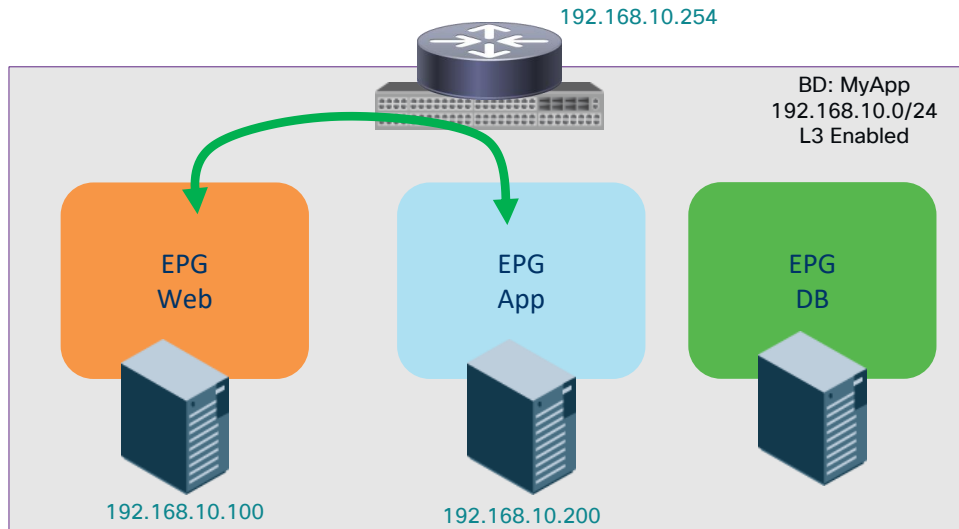 192.168.10.254
BD: MyApp
192.168.10.0/24
L3 Enabled
EPG
Web
EPG
App
EPG
DB
192.168.10.100
192.168.10.200